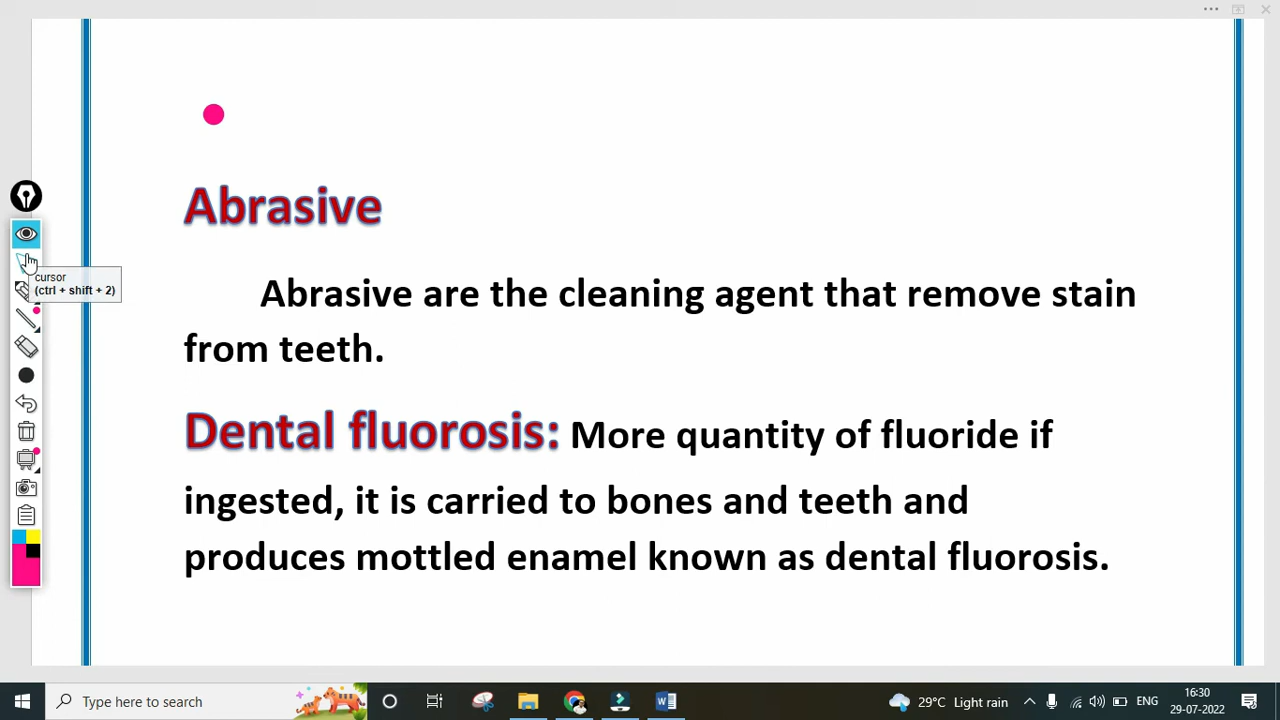 Abrasive
cursor
(ctrl + shift + 2)
Abrasive are the cleaning agent that remove stain
from teeth.
Dental fluorosis: More quantity of fluoride if
ingested, it is carried to bones and teeth and
produces mottled enamel known as dental fluorosis.
Type here to search
29°C Light rain
ENG
16:30
29-07-2022